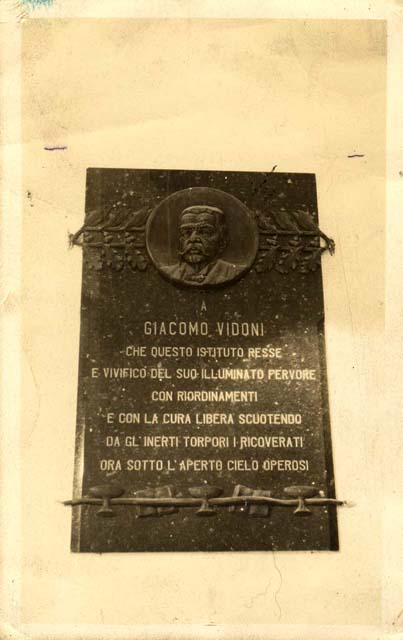 A
GIACOMO VIDONI
CHE QUESTO ISTITUTO RESSE
E VIVIFICO DEL SUO ILLUMINATO FERVORE
CON RIORDINAMENTI
E CON LA CURA LIBERA SCUOTENDO
DA GL'INERTI TORPORI I RICOVERATI
ORA SOTTO L'APERTO CIELO OPEROSI